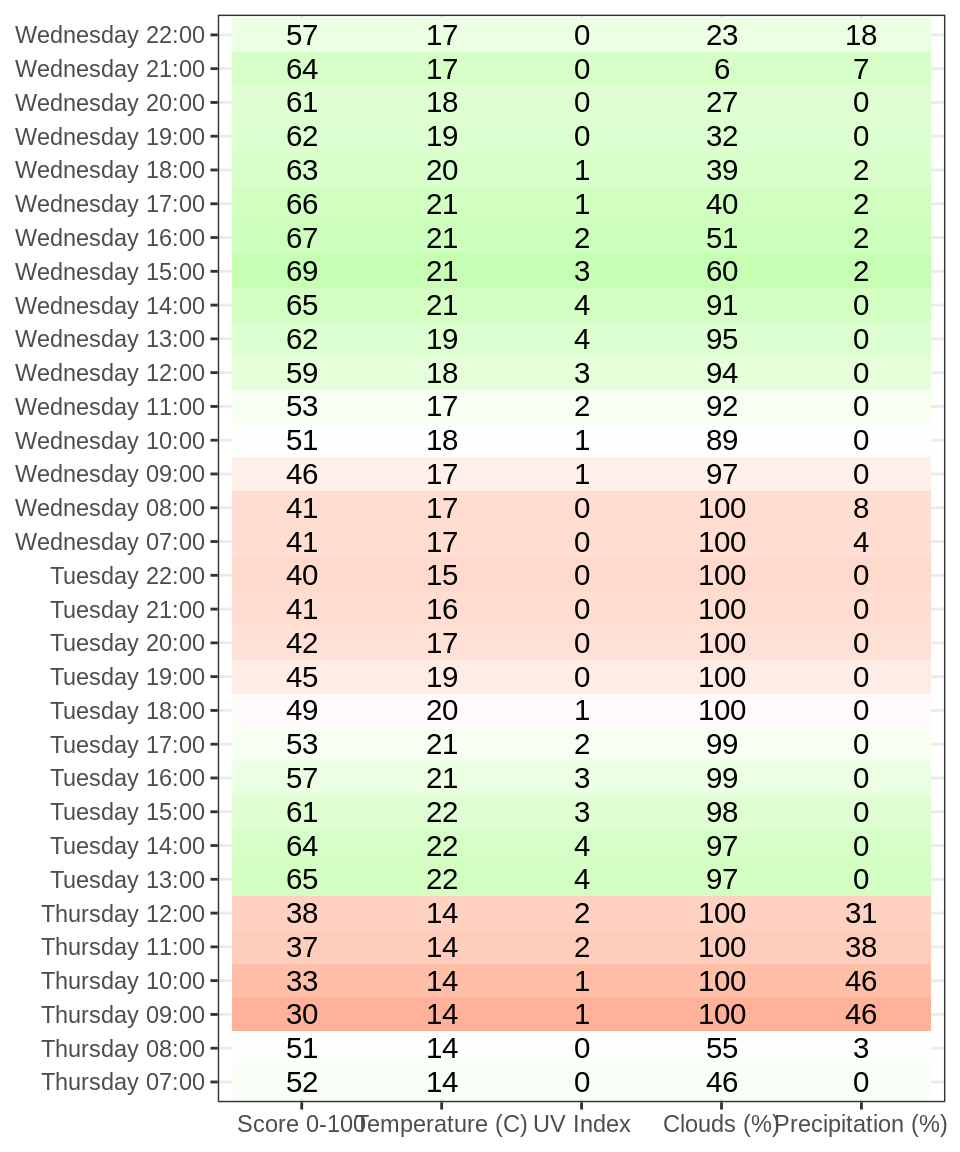 Wednesday 22:00 57 17 0 23 18
Wednesday 21:00 64 17 0 6 7
Wednesday 20:00 61 18 0 27 0
Wednesday 19:00 62 19 0 32 0
Wednesday 18:00 63 20 1 39 2
Wednesday 17:00 66 21 1 40 2
Wednesday 16:00 67 21 2 51 2
Wednesday 15:00 69 21 3 60 2
Wednesday 14:00 65 21 4 91 0
Wednesday 13:00 62 19 4 95 0
Wednesday 12:00 59 18 3 94 0
Wednesday 11:00 53 17 2 92 0
Wednesday 10:00 51 18 1 89 0
Wednesday 09:00 46 17 1 97 0
Wednesday 08:00 41 17 0 100 8
Wednesday 07:00 41 17 0 100 4
Tuesday 22:00 40 15 0 100 0
Tuesday 21:00 41 16 0 100 0
Tuesday 20:00 42 17 0 100 0
Tuesday 19:00 45 19 0 100 0
Tuesday 18:00 49 20 1 100 0
Tuesday 17:00 53 21 2 99 0
Tuesday 16:00 57 21 3 99 0
Tuesday 15:00 61 22 3 98 0
Tuesday 14:00 64 22 4 97 0
Tuesday 13:00 65 22 4 97 0
Thursday 12:00 38 14 2 100 31
Thursday 11:00 37 14 2 100 38
Thursday 10:00 33 14 1 100 46
Thursday 09:00 30 14 1 100 46
Thursday 08:00 51 14 0 55 3
Thursday 07:00 52 14 0 46 0
Score 0-100 Temperature (C) UV Index Clouds (%) Precipitation (%)